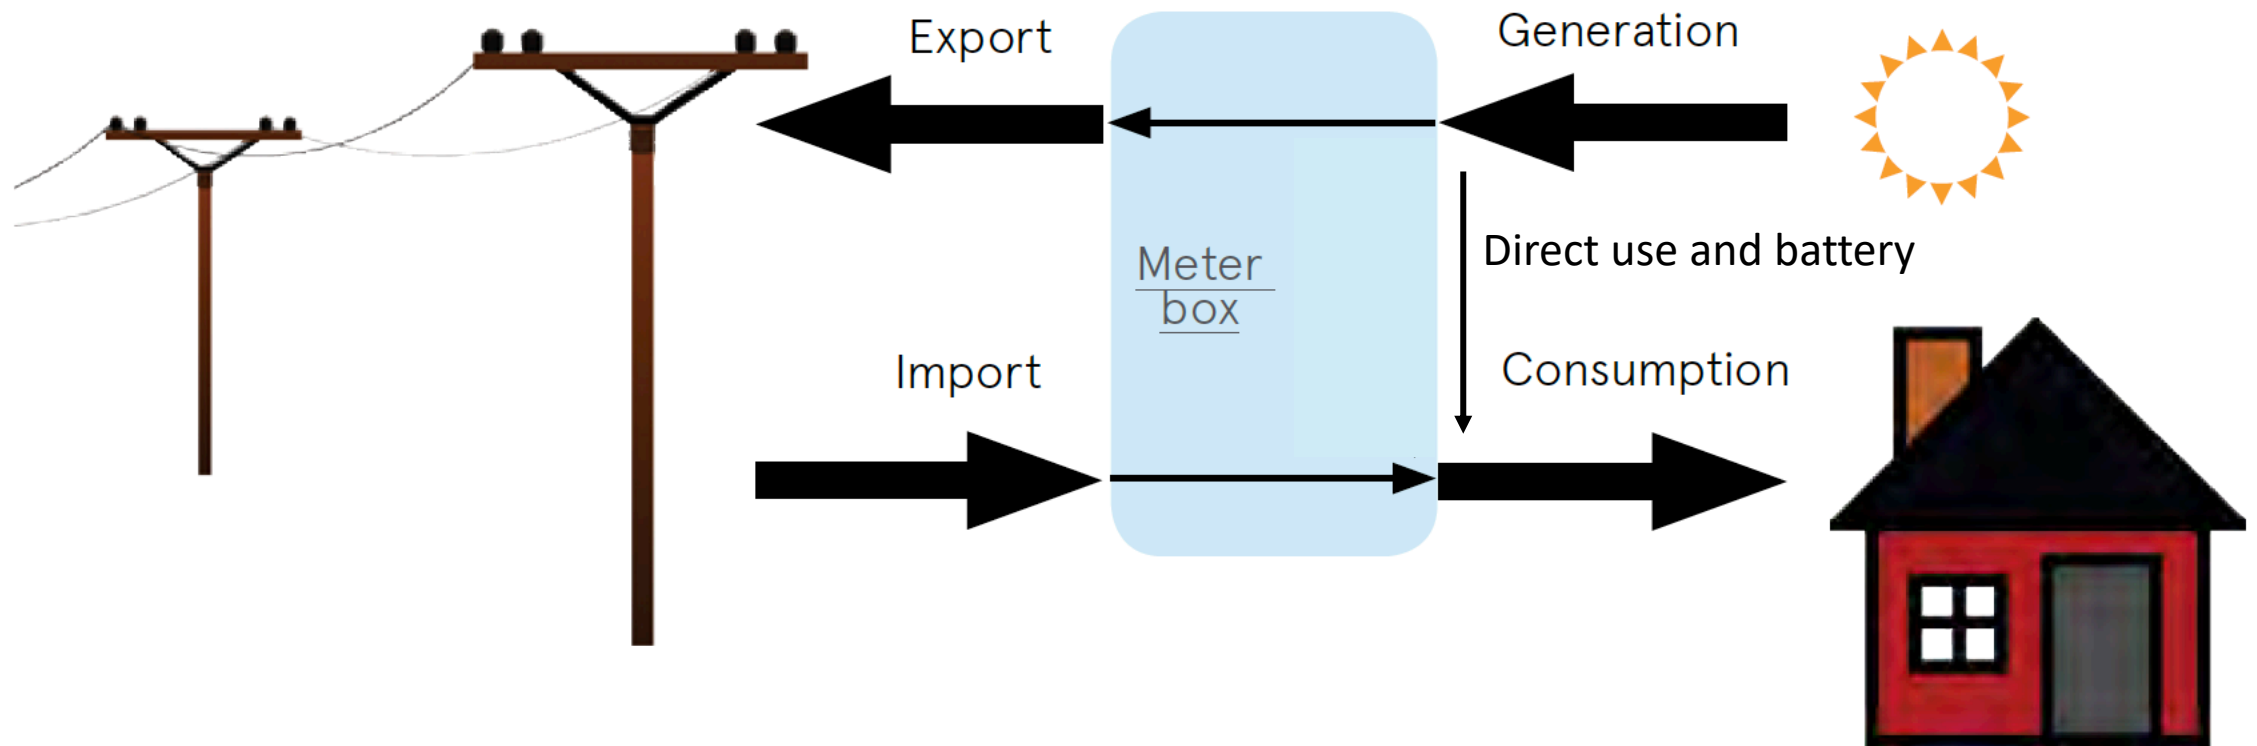 Export
Generation
Meter
box
Direct use and battery
Import
Consumption